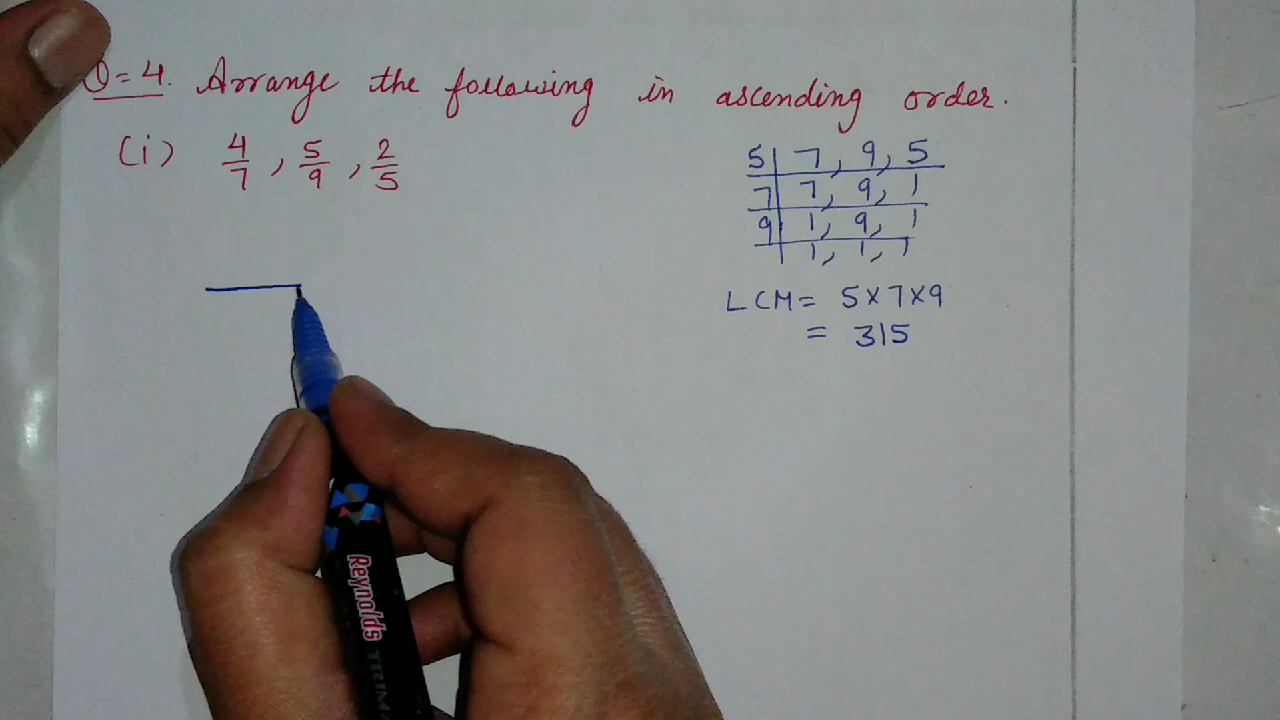 Q=4. Arrange the following in ascending order.
(i) 4/7, 5/9, 2/5
5 | 7, 9, 5
7 | 7, 9, 1
9 | 1, 9, 1
| 1, 1, 1
LCM = 5×7×9
= 315
Reynolds
TRIMA